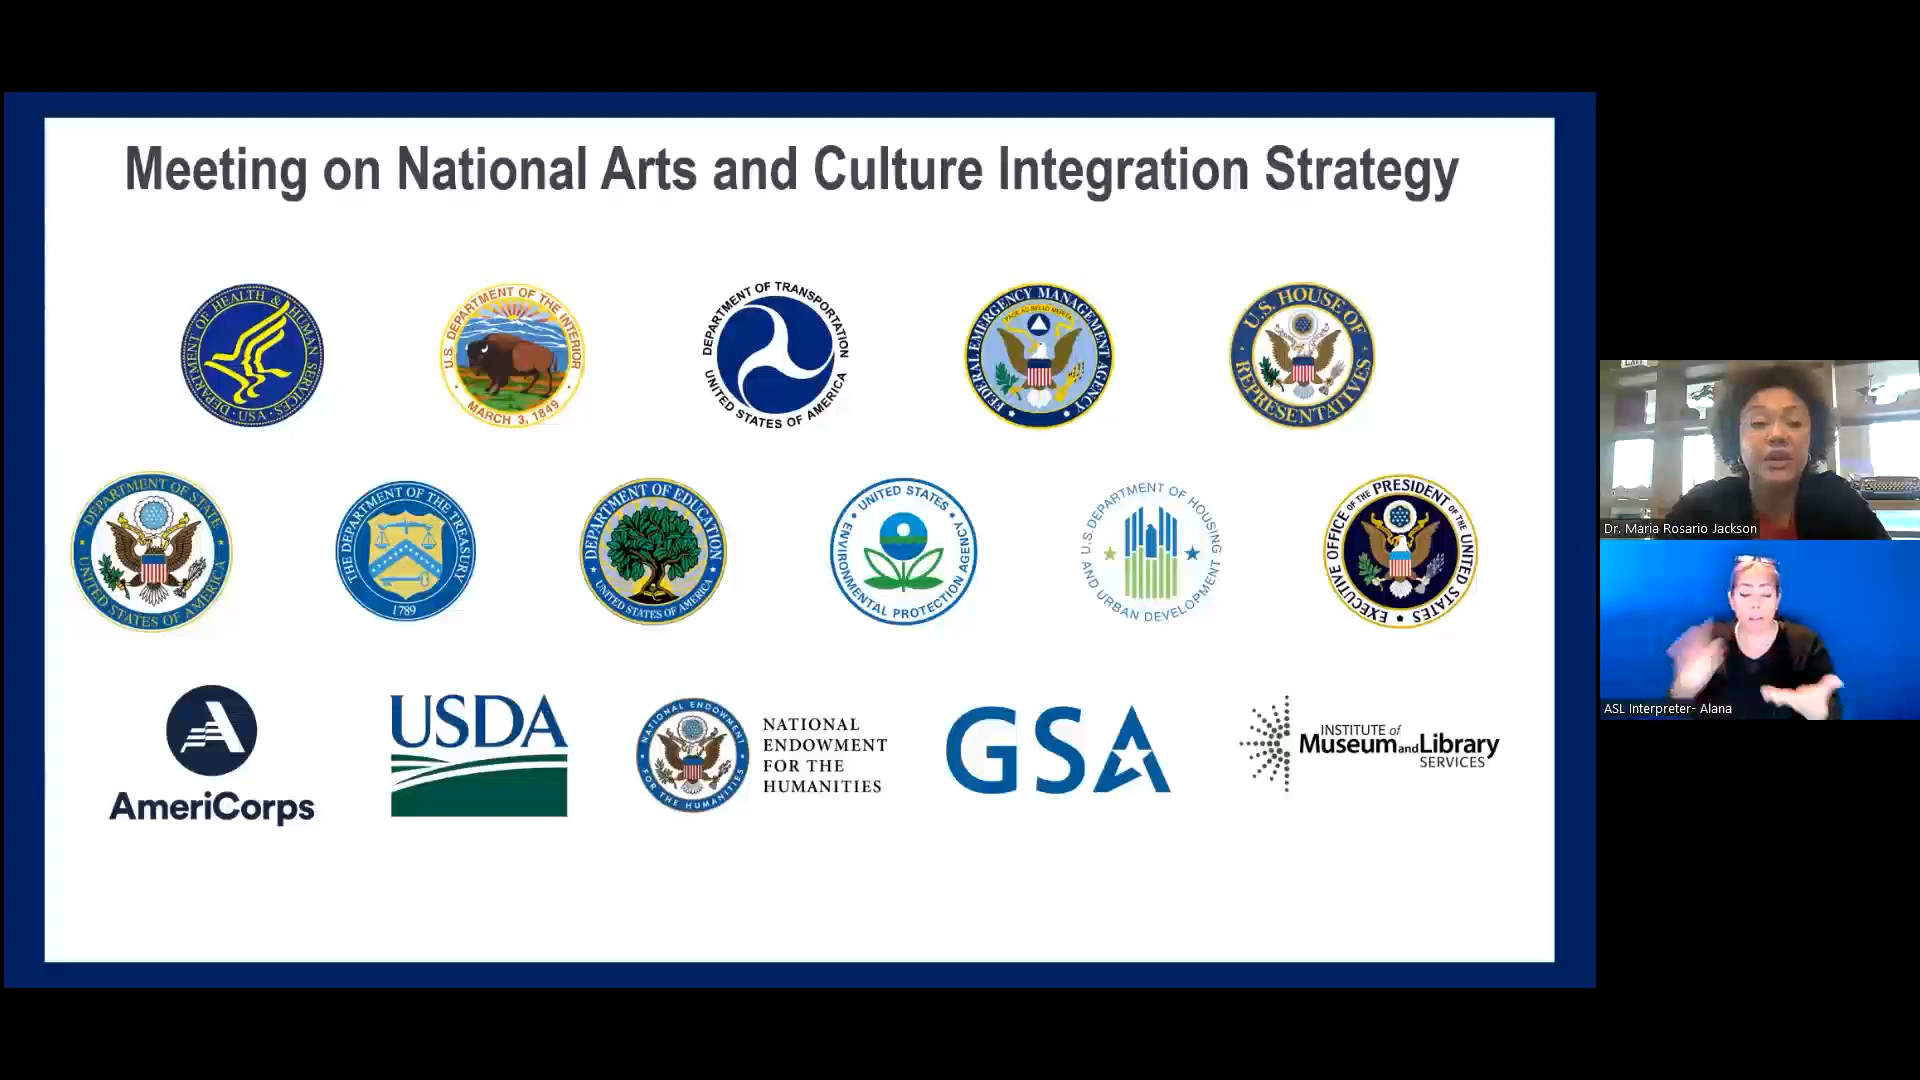 Meeting on National Arts and Culture Integration Strategy
DEPARTMENT OF HEALTH & HUMAN SERVICES · USA ·
U.S. DEPARTMENT OF THE INTERIOR
· MARCH 3, 1849 ·
DEPARTMENT OF TRANSPORTATION
UNITED STATES OF AMERICA
FEDERAL EMERGENCY MANAGEMENT AGENCY
PACE AC BELLO MERITA
U.S. HOUSE OF
REPRESENTATIVES
DEPARTMENT OF STATE
UNITED STATES OF AMERICA
THE DEPARTMENT OF THE TREASURY
1789
DEPARTMENT OF EDUCATION
UNITED STATES OF AMERICA
UNITED STATES
ENVIRONMENTAL PROTECTION AGENCY
U.S. DEPARTMENT OF HOUSING
AND URBAN DEVELOPMENT
EXECUTIVE OFFICE OF THE PRESIDENT OF THE UNITED STATES
AmeriCorps
USDA
NATIONAL ENDOWMENT
FOR THE HUMANITIES
NATIONAL
ENDOWMENT
FOR THE
HUMANITIES
GSA
INSTITUTE of
Museum and Library
SERVICES
Dr. Maria Rosario Jackson
ASL Interpreter- Alana